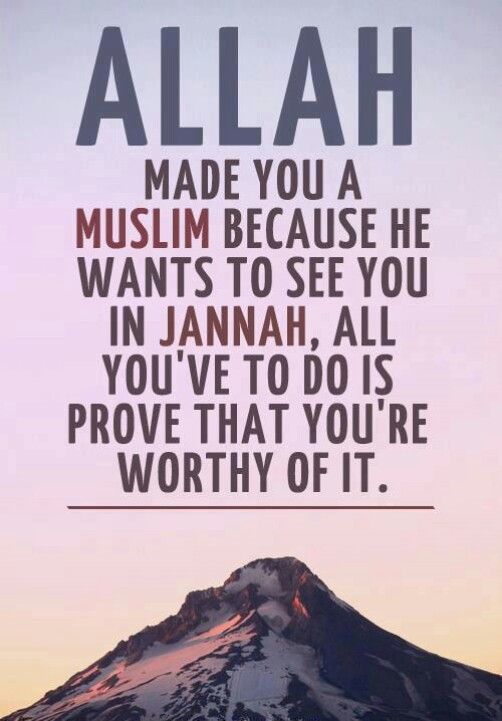 ALLAH
MADE YOU A
MUSLIM BECAUSE HE
WANTS TO SEE YOU
IN JANNAH, ALL
YOU'VE TO DO IS
PROVE THAT YOU'RE
WORTHY OF IT.